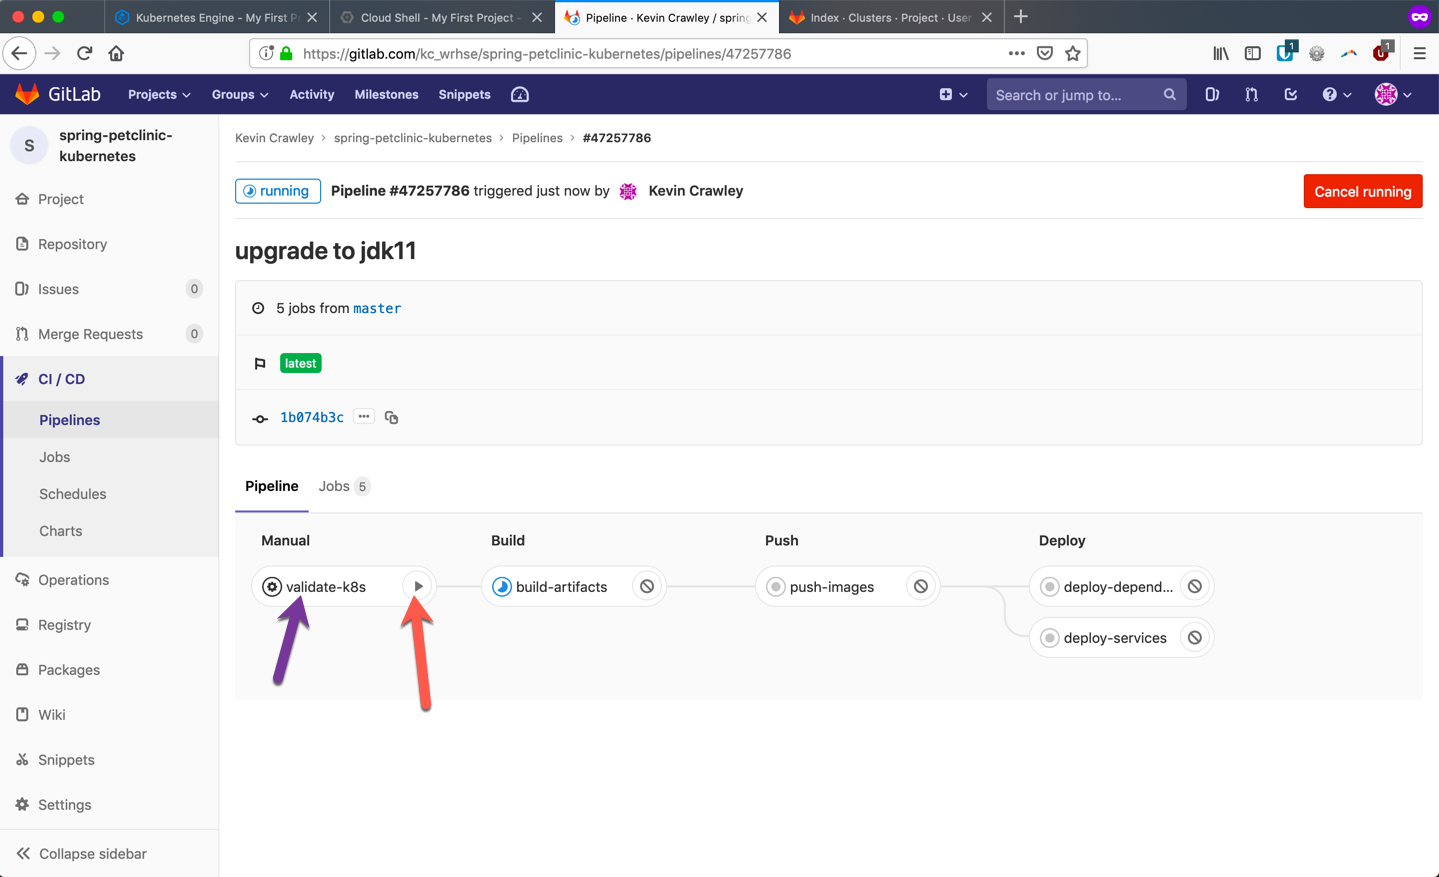 Kubernetes Engine - My First P
Cloud Shell - My First Project -
Pipeline · Kevin Crawley / spring
Index · Clusters · Project · User
https://gitlab.com/kc_wrhse/spring-petclinic-kubernetes/pipelines/47257786
1
1
GitLab
Projects
Groups
Activity
Milestones
Snippets
Search or jump to...
S
spring-petclinic-
kubernetes
Project
Repository
Issues 0
Merge Requests 0
CI / CD
Pipelines
Jobs
Schedules
Charts
Operations
Registry
Packages
Wiki
Snippets
Settings
Collapse sidebar
Kevin Crawley > spring-petclinic-kubernetes > Pipelines > #47257786
running
Pipeline #47257786 triggered just now by Kevin Crawley
Cancel running
upgrade to jdk11
5 jobs from master
latest
1b074b3c
Pipeline
Jobs 5
Manual
Build
Push
Deploy
validate-k8s
build-artifacts
push-images
deploy-depend...
deploy-services